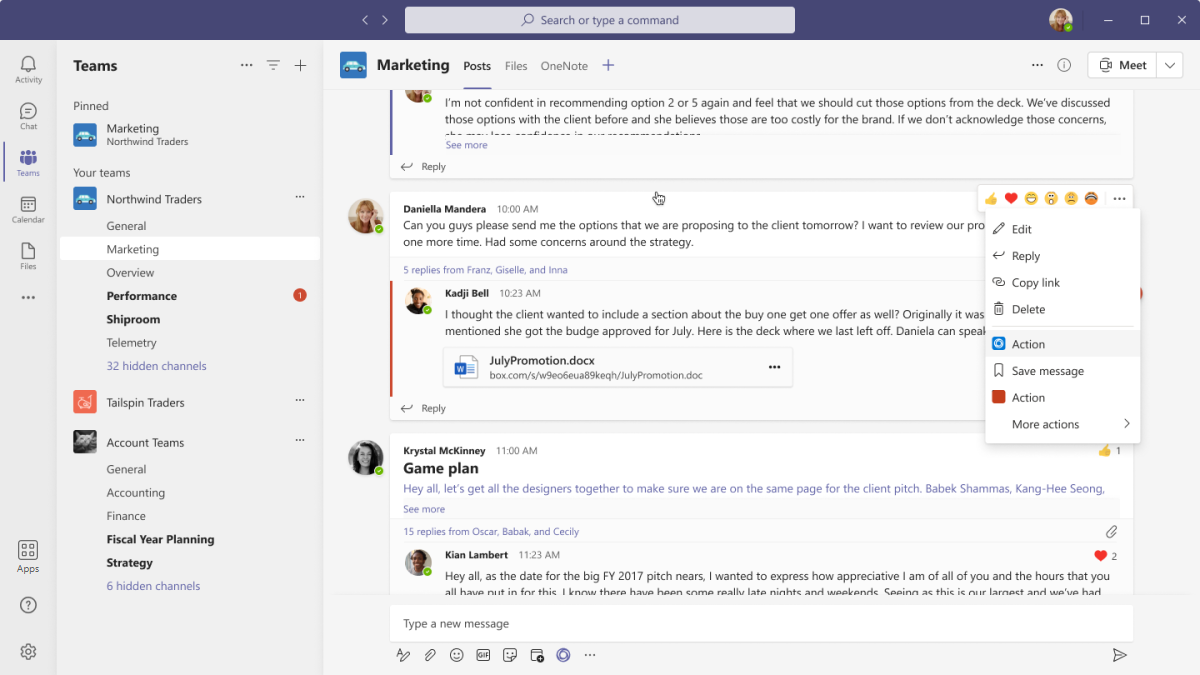 Search or type a command
Activity
Chat
Teams
Calendar
Files
Apps
Teams
Pinned
Marketing
Northwind Traders
Your teams
Northwind Traders
General
Marketing
Overview
Performance
1
Shiproom
Telemetry
32 hidden channels
Tailspin Traders
Account Teams
General
Accounting
Finance
Fiscal Year Planning
Strategy
6 hidden channels
Marketing Posts Files OneNote
Meet
I'm not confident in recommending option 2 or 5 again and feel that we should cut those options from the deck. We've discussed
those options with the client before and she believes those are too costly for the brand. If we don't acknowledge those concerns,
she may lose confidence in our recommendations.
See more
Reply
Daniella Mandera 10:00 AM
Can you guys please send me the options that we are proposing to the client tomorrow? I want to review our pro
one more time. Had some concerns around the strategy.
5 replies from Franz, Giselle, and Inna
Kadji Bell 10:23 AM
I thought the client wanted to include a section about the buy one get one offer as well? Originally it was
mentioned she got the budge approved for July. Here is the deck where we last left off. Daniela can speak
JulyPromotion.docx
box.com/s/w9eo6eua89keqh/JulyPromotion.doc
Reply
Edit
Reply
Copy link
Delete
Action
Save message
Action
More actions
Krystal McKinney 11:00 AM
1
Game plan
Hey all, let's get all the designers together to make sure we are on the same page for the client pitch. Babek Shammas, Kang-Hee Seong,
See more
15 replies from Oscar, Babak, and Cecily
Kian Lambert 11:23 AM
2
Hey all, as the date for the big FY 2017 pitch nears, I wanted to express how appreciative I am of all of you and the hours that you
all have put in for this. I know there have been some really late nights and weekends. Seeing as this is our largest and we've had
Type a new message
GIF